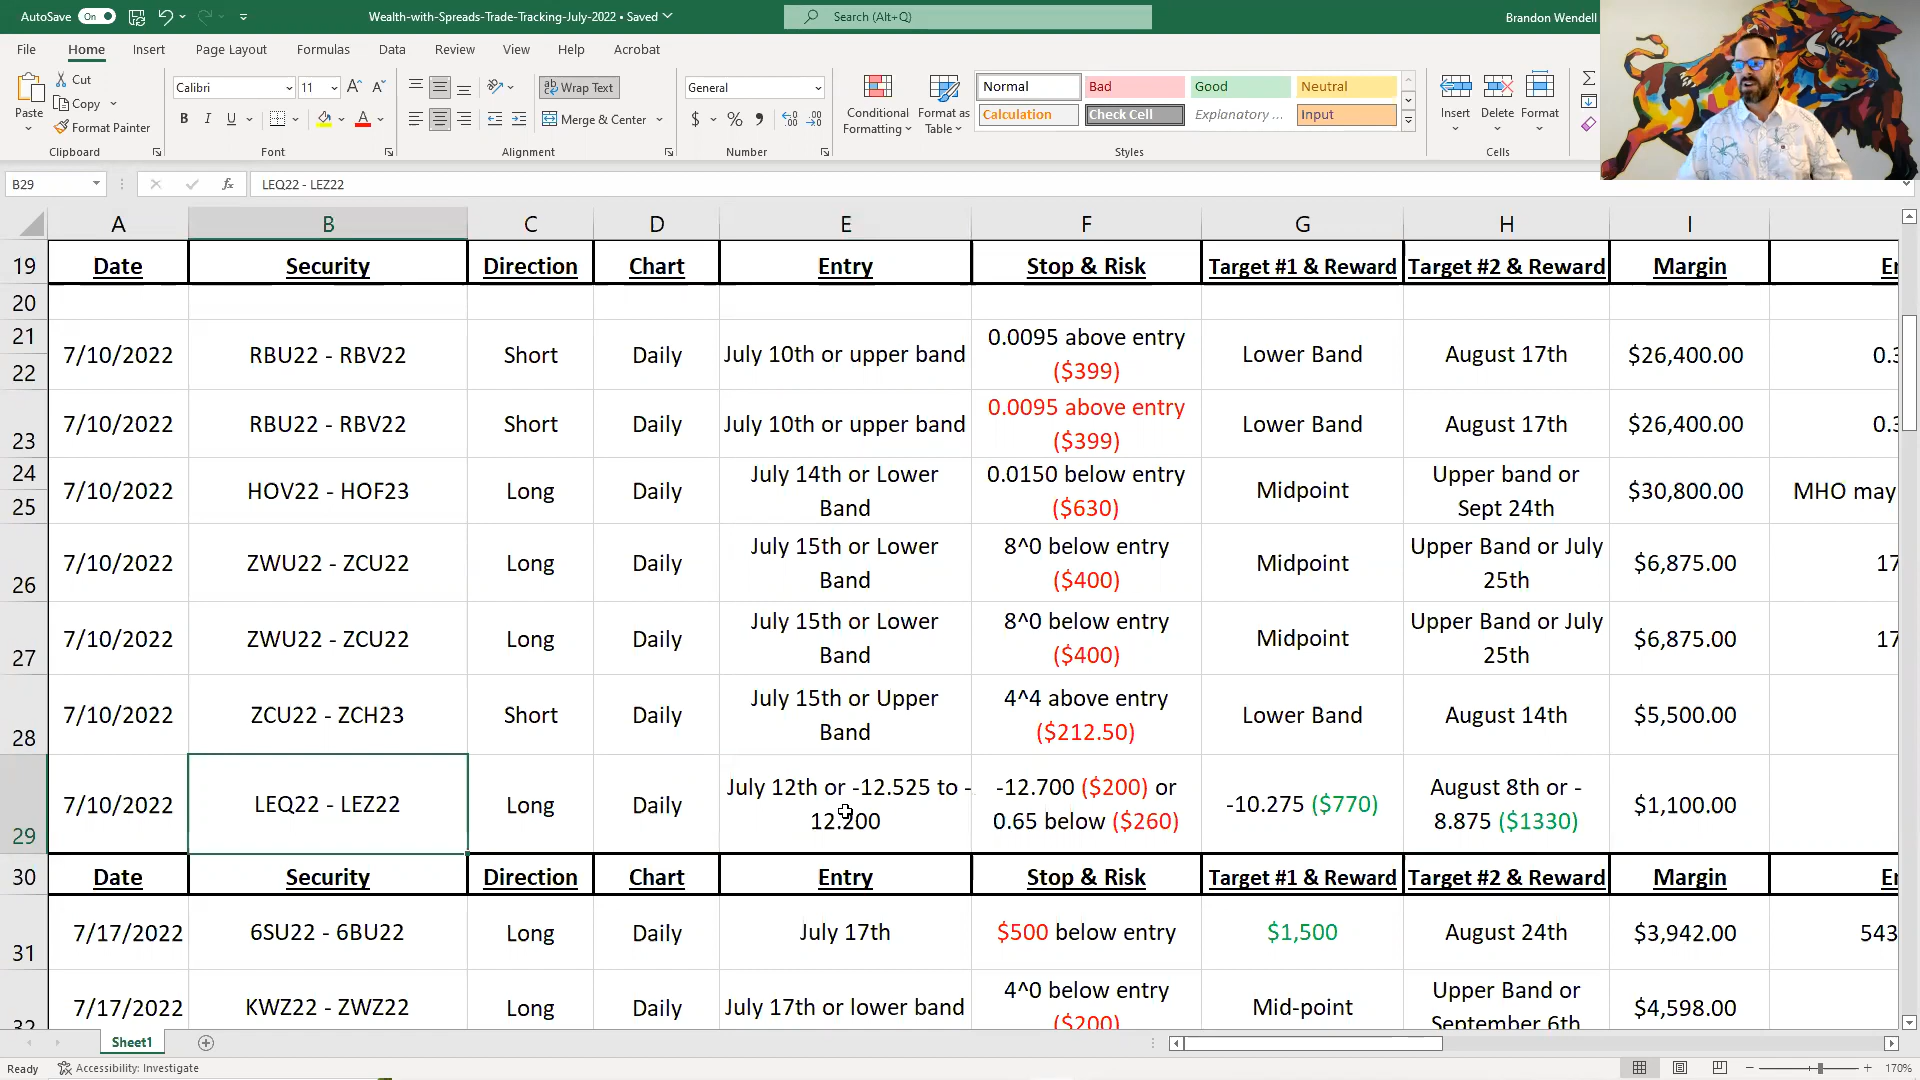 AutoSave On Wealth-with-Spreads-Trade-Tracking-July-2022 • Saved Search (Alt+Q) Brandon Wendell
File Home Insert Page Layout Formulas Data Review View Help Acrobat
Paste Cut Copy Format Painter Calibri 11 Wrap Text Merge & Center General Conditional Formatting Format as Table Normal Bad Good Neutral Calculation Check Cell Explanatory ... Input Insert Delete Format
B I U $ %
Clipboard Font Alignment Number Styles Cells
B29 fx LEQ22 - LEZ22
A B C D E F G H I
19 Date Security Direction Chart Entry Stop & Risk Target #1 & Reward Target #2 & Reward Margin
20
21 22 7/10/2022 RBU22 - RBV22 Short Daily July 10th or upper band 0.0095 above entry ($399) Lower Band August 17th $26,400.00 0.3
23 7/10/2022 RBU22 - RBV22 Short Daily July 10th or upper band 0.0095 above entry ($399) Lower Band August 17th $26,400.00 0.3
24 25 7/10/2022 HOV22 - HOF23 Long Daily July 14th or Lower Band 0.0150 below entry ($630) Midpoint Upper band or Sept 24th $30,800.00 MHO may
26 7/10/2022 ZWU22 - ZCU22 Long Daily July 15th or Lower Band 8^0 below entry ($400) Midpoint Upper Band or July 25th $6,875.00 17
27 7/10/2022 ZWU22 - ZCU22 Long Daily July 15th or Lower Band 8^0 below entry ($400) Midpoint Upper Band or July 25th $6,875.00 17
28 7/10/2022 ZCU22 - ZCH23 Short Daily July 15th or Upper Band 4^4 above entry ($212.50) Lower Band August 14th $5,500.00
29 7/10/2022 LEQ22 - LEZ22 Long Daily July 12th or -12.525 to -12.200 -12.700 ($200) or 0.65 below ($260) -10.275 ($770) August 8th or -8.875 ($1330) $1,100.00
30 Date Security Direction Chart Entry Stop & Risk Target #1 & Reward Target #2 & Reward Margin
31 7/17/2022 6SU22 - 6BU22 Long Daily July 17th $500 below entry $1,500 August 24th $3,942.00 543
32 7/17/2022 KWZ22 - ZWZ22 Long Daily July 17th or lower band 4^0 below entry ($200) Mid-point Upper Band or September 6th $4,598.00
Sheet1
Ready Accessibility: Investigate 170%